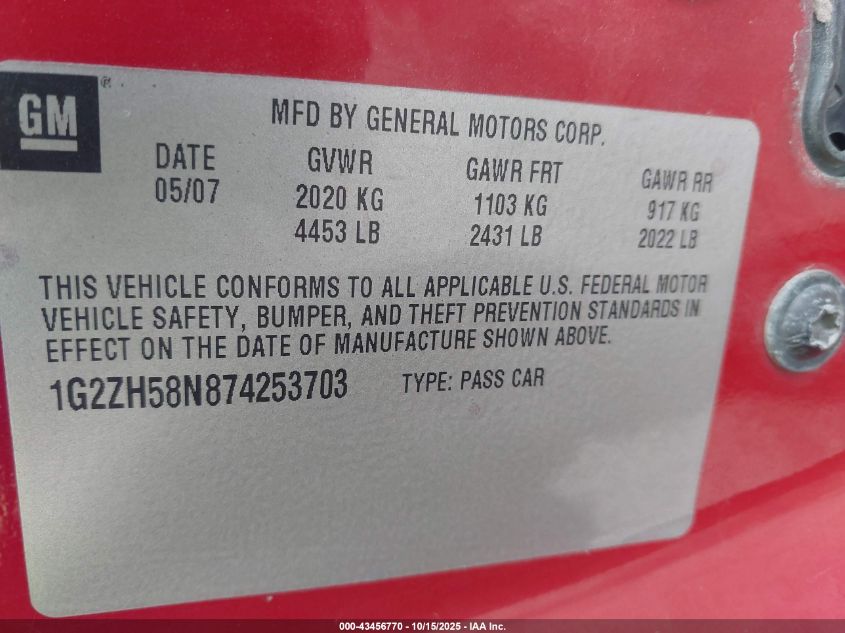 GM
MFD BY GENERAL MOTORS CORP.
DATE GVWR GAWR FRT GAWR RR
05/07 2020 KG 1103 KG 917 KG
4453 LB 2431 LB 2022 LB
THIS VEHICLE CONFORMS TO ALL APPLICABLE U.S. FEDERAL MOTOR
VEHICLE SAFETY, BUMPER, AND THEFT PREVENTION STANDARDS IN
EFFECT ON THE DATE OF MANUFACTURE SHOWN ABOVE.
1G2ZH58N874253703 TYPE: PASS CAR
000-43456770 - 10/15/2025 - IAA Inc.